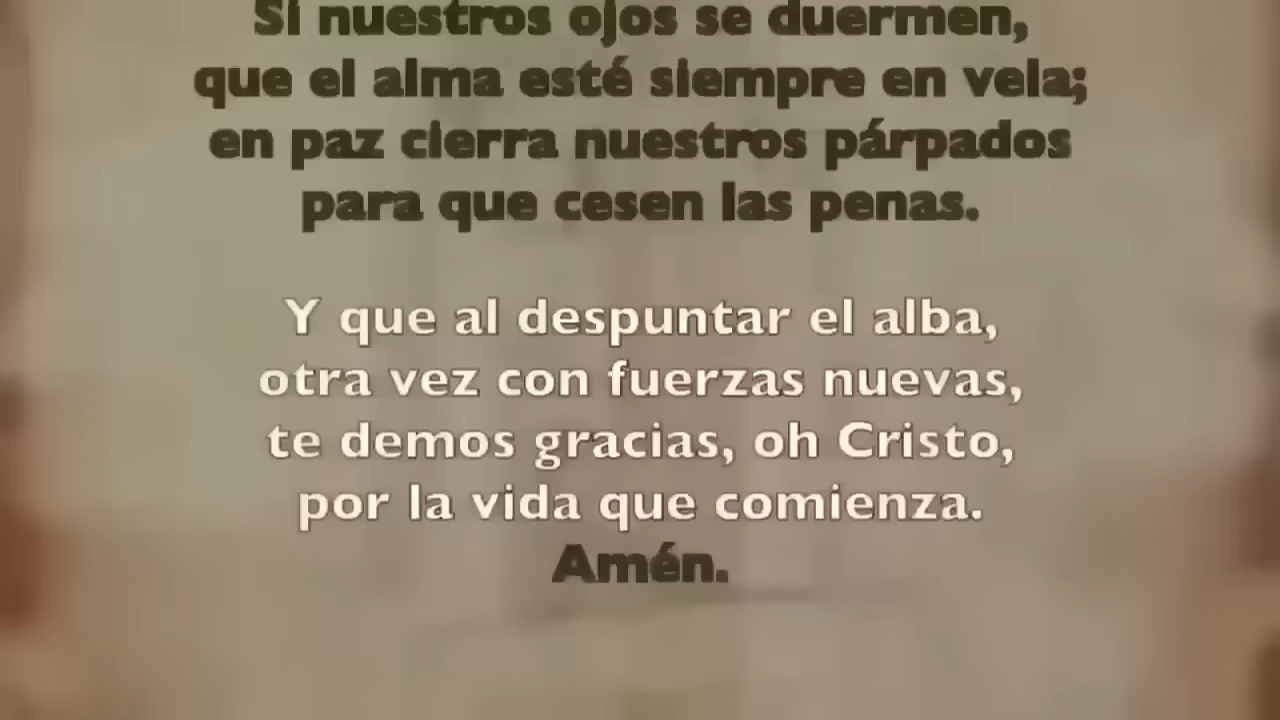 Si nuestros ojos se duermen,
que el alma esté siempre en vela;
en paz cierra nuestros párpados
para que cesen las penas.
Y que al despuntar el alba,
otra vez con fuerzas nuevas,
te demos gracias, oh Cristo,
por la vida que comienza.
Amén.